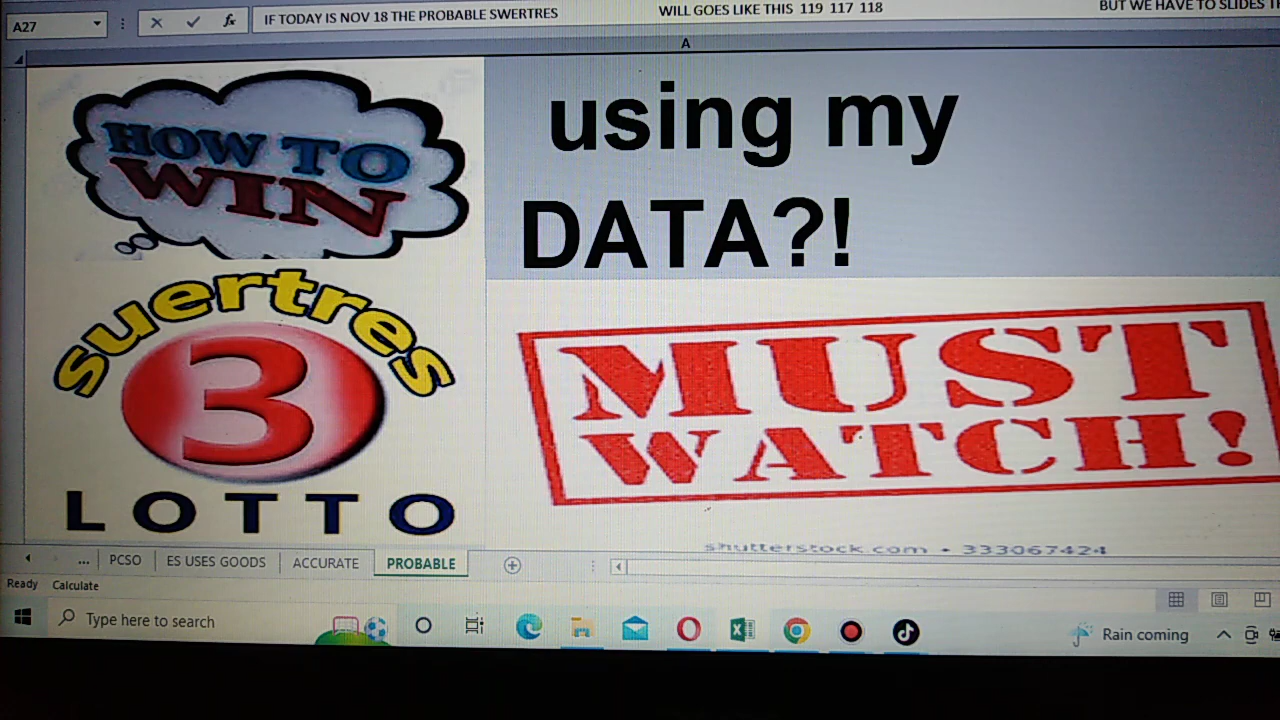 A27
fx
IF TODAY IS NOV 18 THE PROBABLE SWERTRES WILL GOES LIKE THIS 119 117 118 BUT WE HAVE TO SLIDES
A
HOW TO
WIN
using my
DATA?!
suertres
3
LOTTO
MUST
WATCH!
shutterstock.com • 333067424
... PCSO ES USES GOODS ACCURATE PROBABLE
Ready Calculate
Type here to search
Rain coming